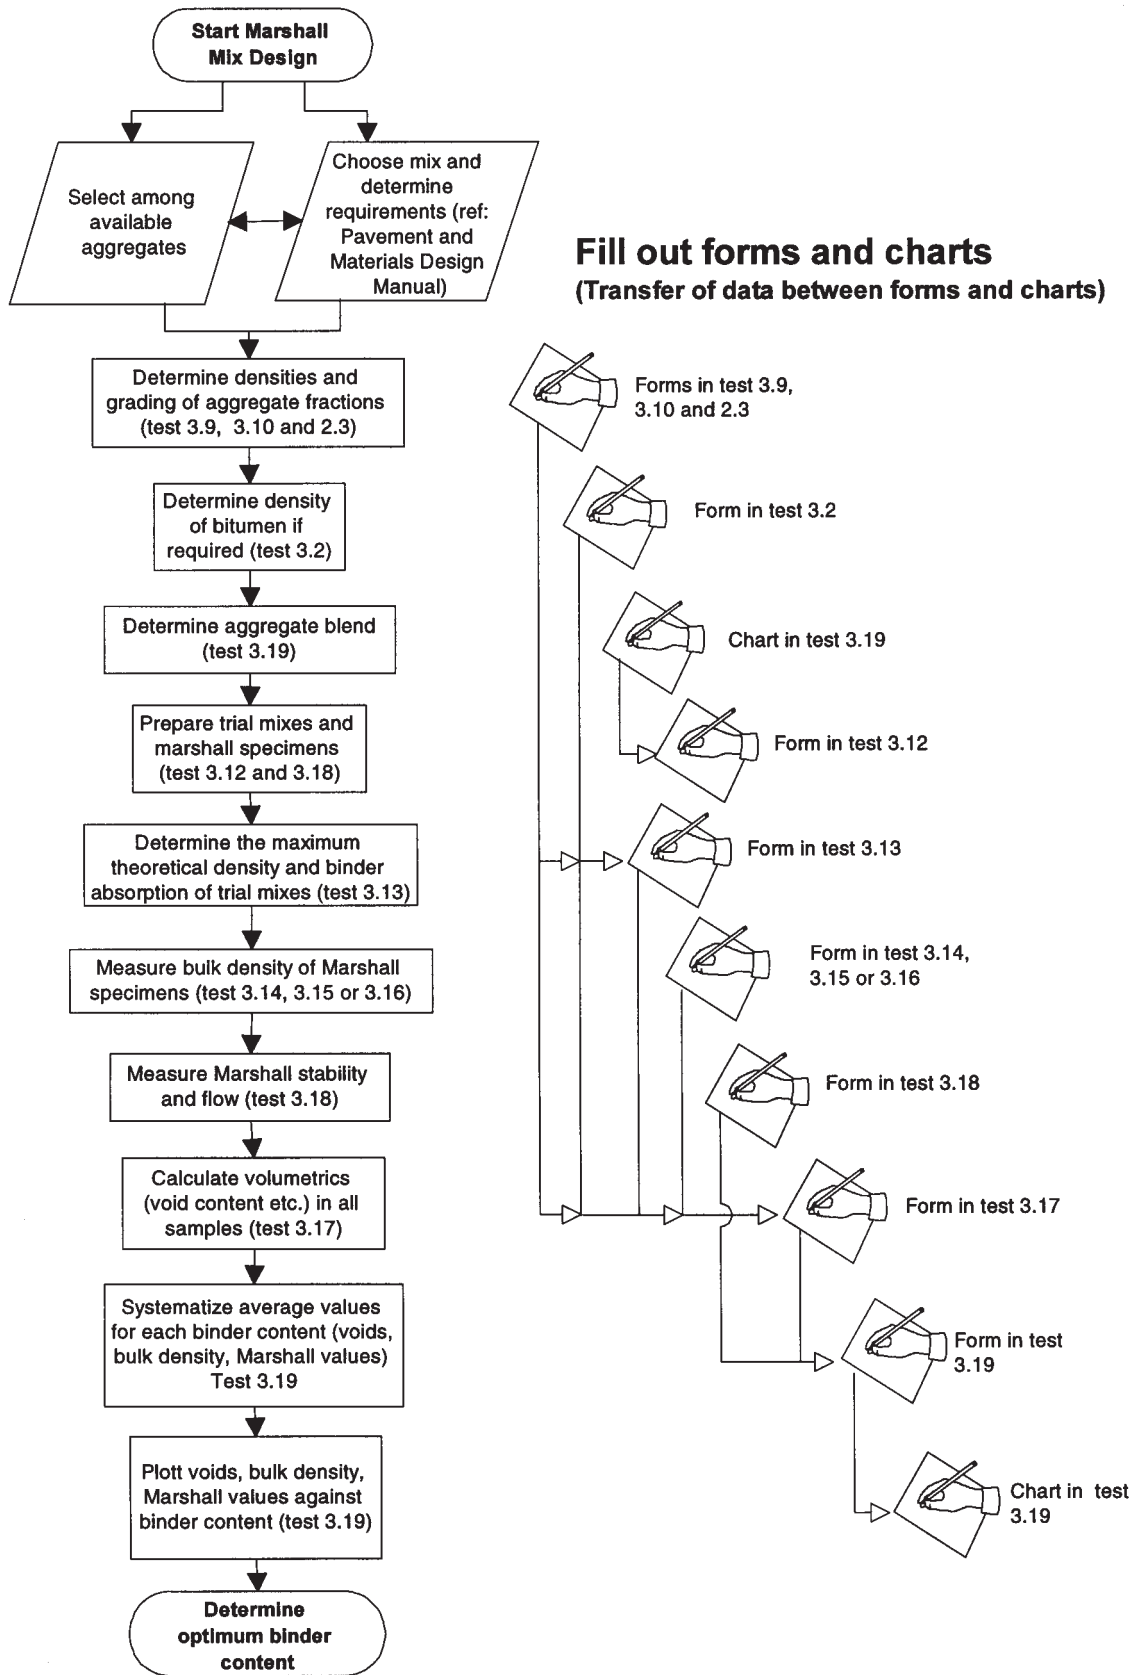 Start Marshall
Mix Design
Select among
available
aggregates
Choose mix and
determine
requirements (ref:
Pavement and
Materials Design
Manual)
Fill out forms and charts
(Transfer of data between forms and charts)
Determine densities and
grading of aggregate fractions
(test 3.9, 3.10 and 2.3)
Forms in test 3.9,
3.10 and 2.3
Determine density
of bitumen if
required (test 3.2)
Form in test 3.2
Determine aggregate blend
(test 3.19)
Chart in test 3.19
Prepare trial mixes and
marshall specimens
(test 3.12 and 3.18)
Form in test 3.12
Determine the maximum
theoretical density and binder
absorption of trial mixes (test 3.13)
Form in test 3.13
Measure bulk density of Marshall
specimens (test 3.14, 3.15 or 3.16)
Form in test 3.14,
3.15 or 3.16
Measure Marshall stability
and flow (test 3.18)
Form in test 3.18
Calculate volumetrics
(void content etc.) in all
samples (test 3.17)
Form in test 3.17
Systematize average values
for each binder content (voids,
bulk density, Marshall values)
Test 3.19
Form in test
3.19
Plott voids, bulk density,
Marshall values against
binder content (test 3.19)
Chart in test
3.19
Determine
optimum binder
content